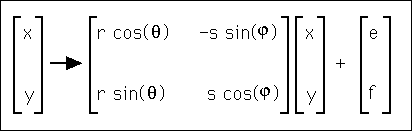 x → r cos(θ) -s sin(φ) x + e
y r sin(θ) s cos(φ) y f